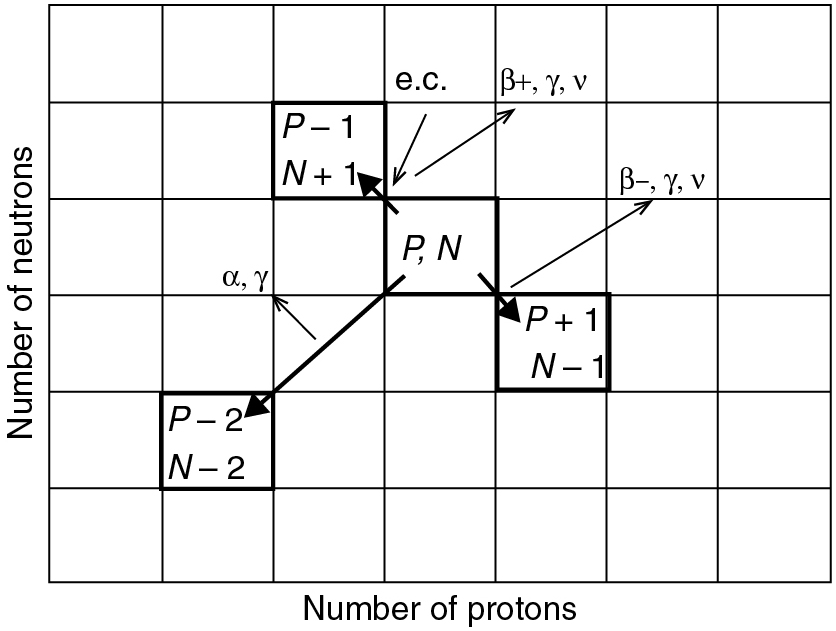 e.c.
β+, γ, ν
P – 1
N + 1
β–, γ, ν
P, N
α, γ
P + 1
N – 1
P – 2
N – 2
Number of neutrons
Number of protons